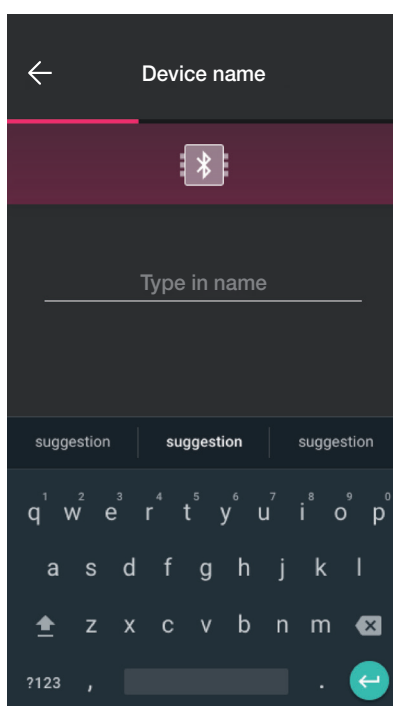 Device name
Type in name
suggestion suggestion suggestion
1 2 3 4 5 6 7 8 9 0
q w e r t y u i o p
a s d f g h j k l
z x c v b n m
?123 , .